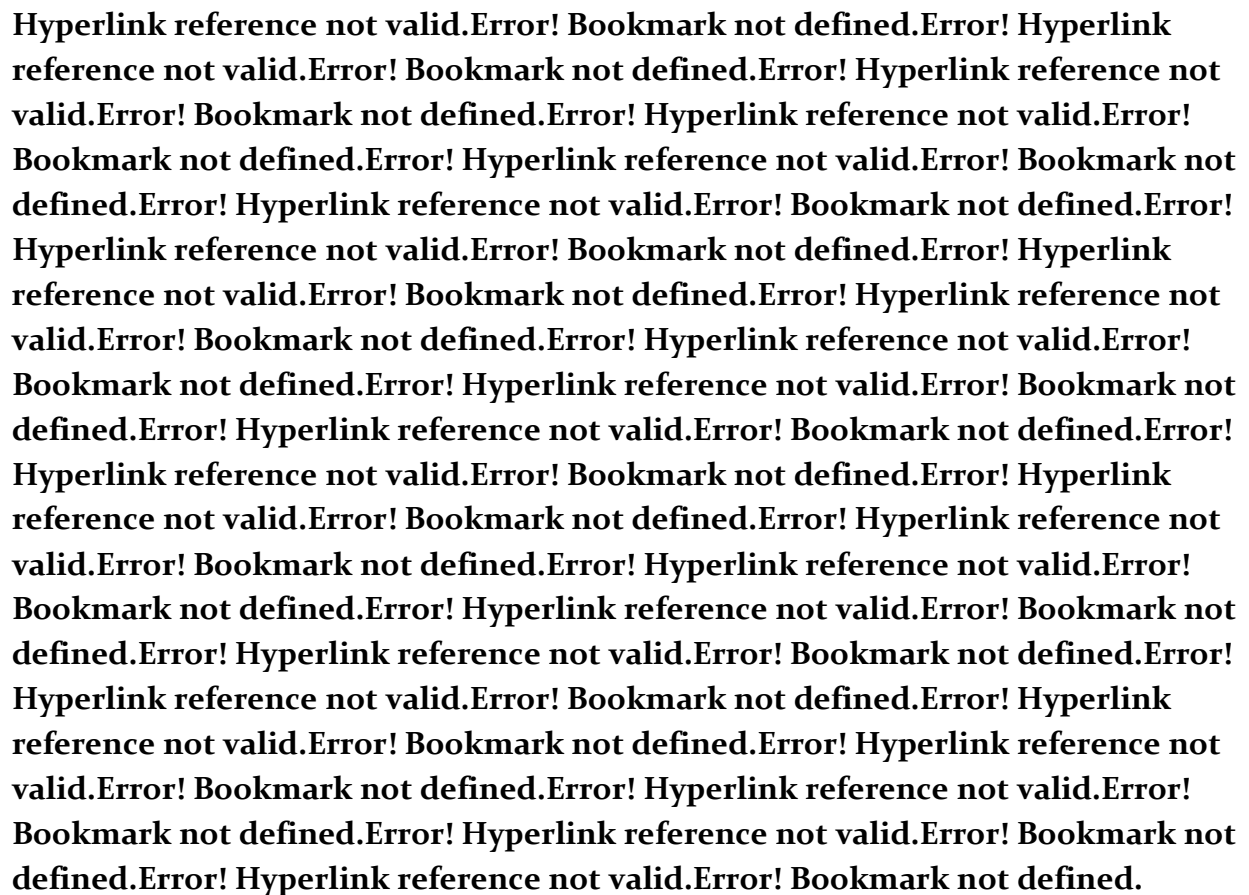 Hyperlink reference not valid.Error! Bookmark not defined.Error! Hyperlink
reference not valid.Error! Bookmark not defined.Error! Hyperlink reference not
valid.Error! Bookmark not defined.Error! Hyperlink reference not valid.Error!
Bookmark not defined.Error! Hyperlink reference not valid.Error! Bookmark not
defined.Error! Hyperlink reference not valid.Error! Bookmark not defined.Error!
Hyperlink reference not valid.Error! Bookmark not defined.Error! Hyperlink
reference not valid.Error! Bookmark not defined.Error! Hyperlink reference not
valid.Error! Bookmark not defined.Error! Hyperlink reference not valid.Error!
Bookmark not defined.Error! Hyperlink reference not valid.Error! Bookmark not
defined.Error! Hyperlink reference not valid.Error! Bookmark not defined.Error!
Hyperlink reference not valid.Error! Bookmark not defined.Error! Hyperlink
reference not valid.Error! Bookmark not defined.Error! Hyperlink reference not
valid.Error! Bookmark not defined.Error! Hyperlink reference not valid.Error!
Bookmark not defined.Error! Hyperlink reference not valid.Error! Bookmark not
defined.Error! Hyperlink reference not valid.Error! Bookmark not defined.Error!
Hyperlink reference not valid.Error! Bookmark not defined.Error! Hyperlink
reference not valid.Error! Bookmark not defined.Error! Hyperlink reference not
valid.Error! Bookmark not defined.Error! Hyperlink reference not valid.Error!
Bookmark not defined.Error! Hyperlink reference not valid.Error! Bookmark not
defined.Error! Hyperlink reference not valid.Error! Bookmark not defined.